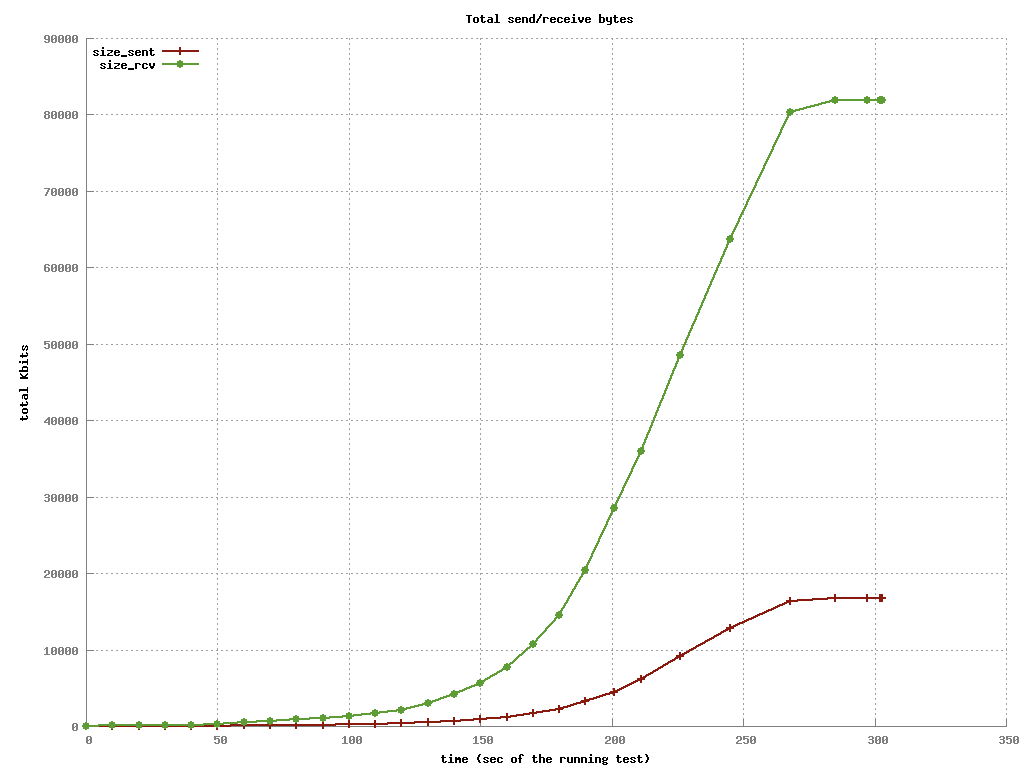 Total send/receive bytes
90000
size_sent
size_rcv
80000
70000
60000
50000
total Kbits
40000
30000
20000
10000
0
0 50 100 150 200 250 300 350
time (sec of the running test)